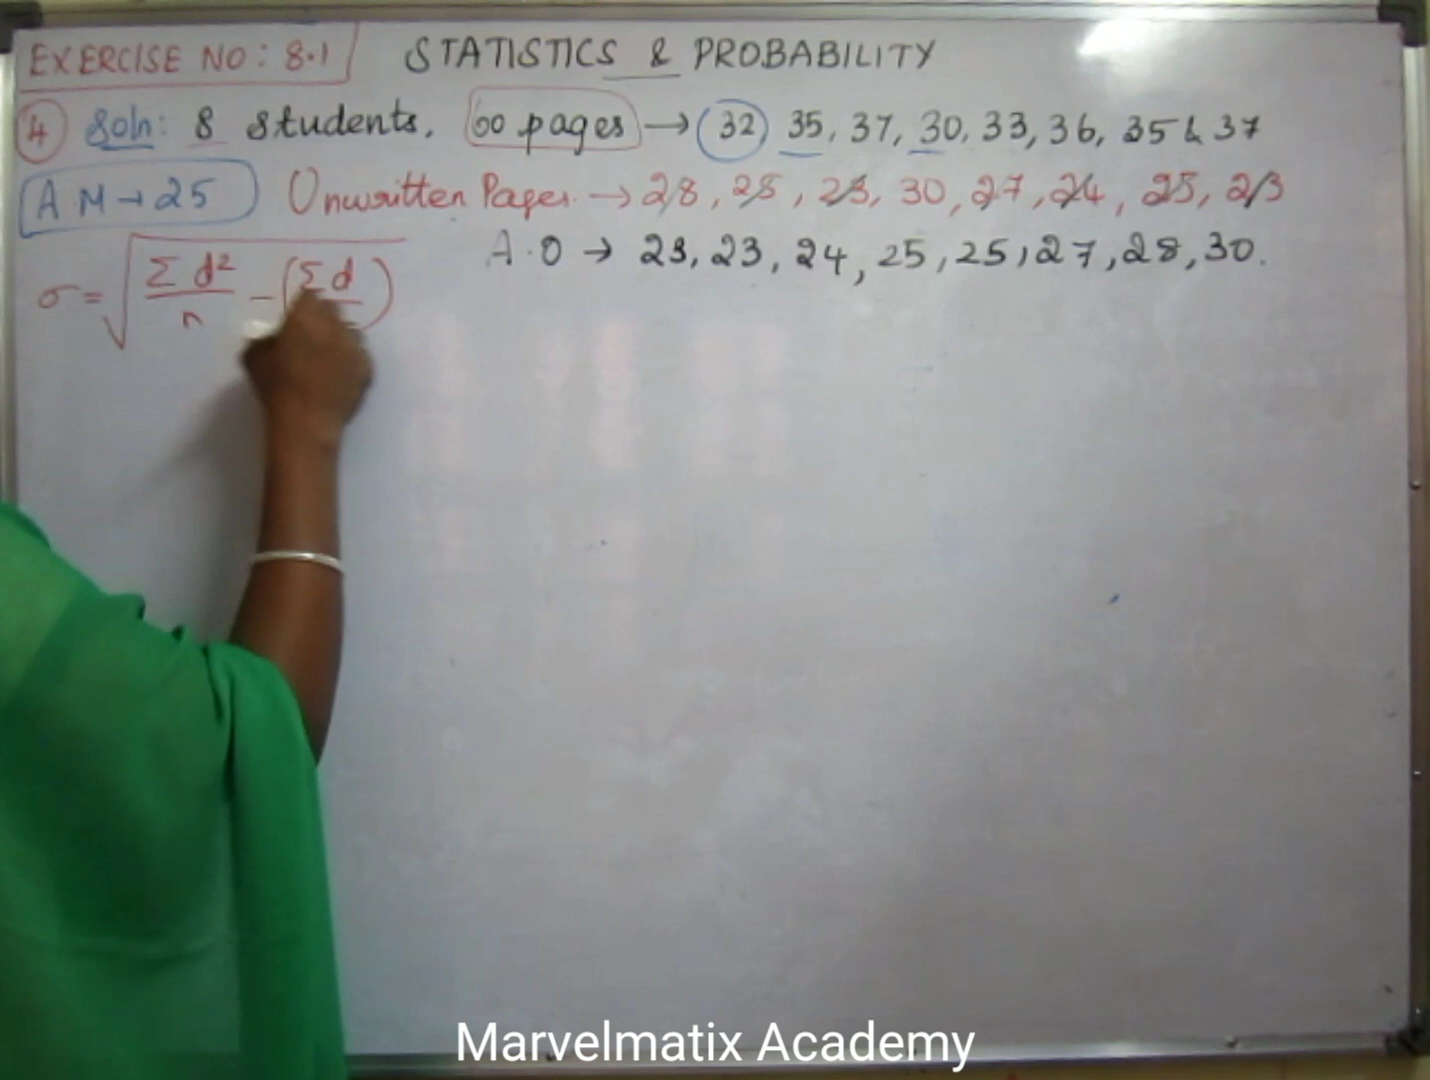 EXERCISE NO: 8.1 STATISTICS & PROBABILITY
4 Soln: 8 students, 60 pages → 32 35, 37, 30, 33, 36, 35 & 37
A M → 25 Unwritten Pages → 28, 25, 23, 30, 27, 24, 25, 23
A.O → 23, 23, 24, 25, 25, 27, 28, 30.
σ = √ Σd² / n - (Σd
Marvelmatix Academy